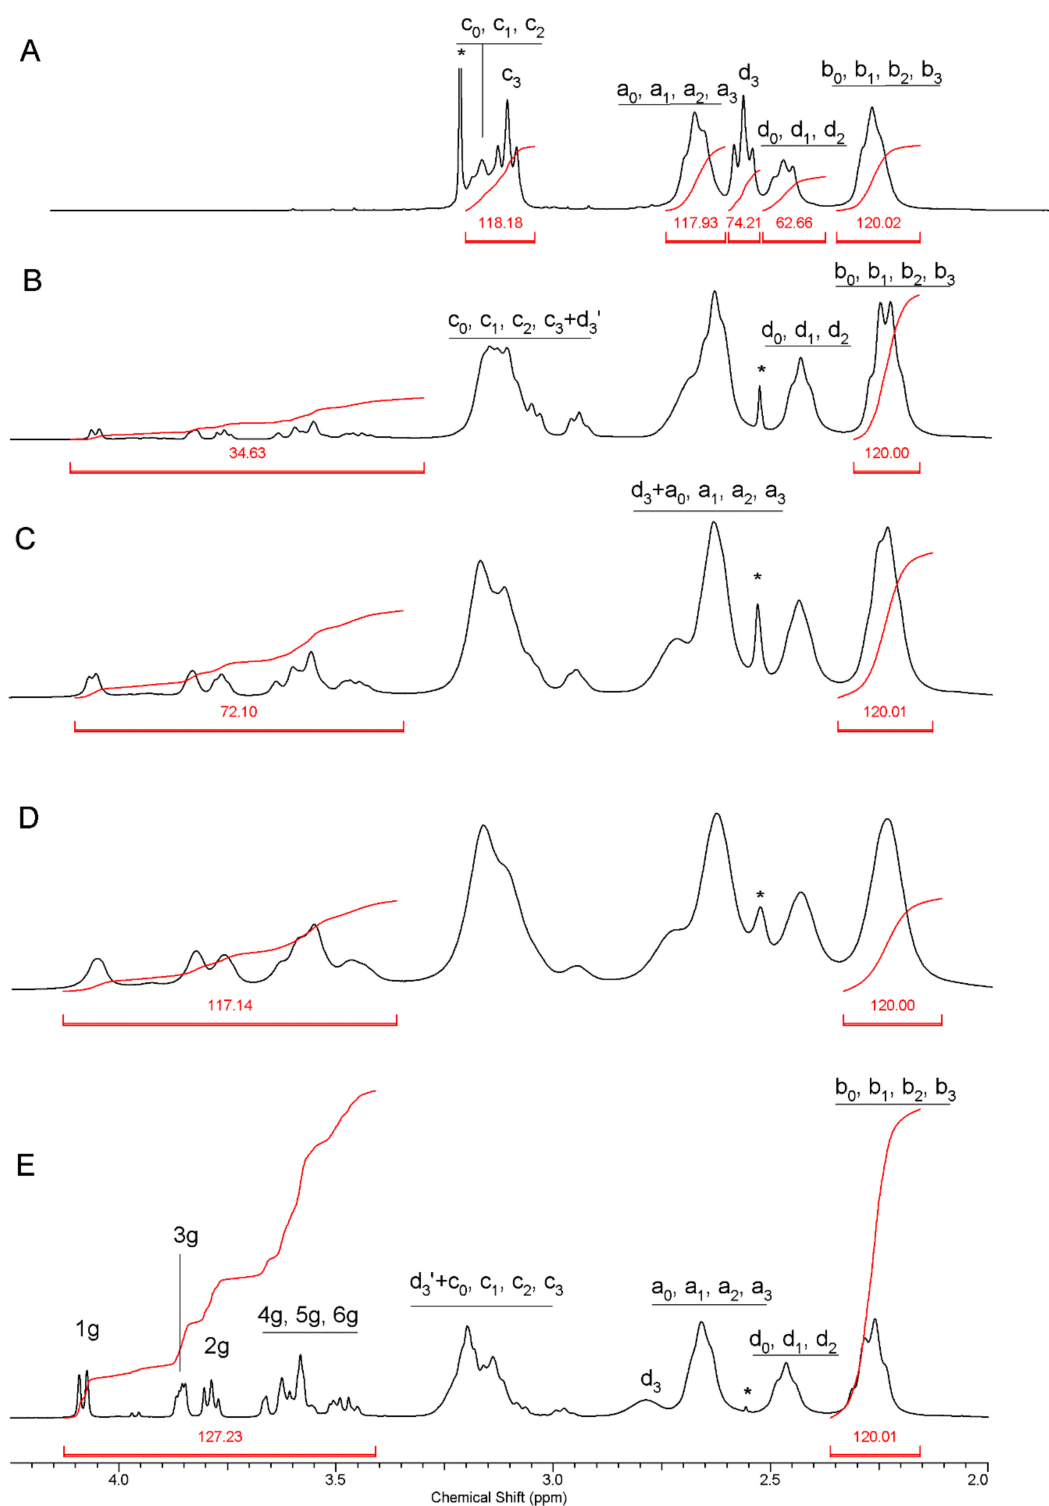 A
c0, c1, c2
*
c3
a0, a1, a2, a3
d3
d0, d1, d2
b0, b1, b2, b3
118.18
117.93
74.21
62.66
120.02
B
c0, c1, c2, c3+d3'
d0, d1, d2
b0, b1, b2, b3
*
34.63
120.00
C
d3+a0, a1, a2, a3
*
72.10
120.01
D
*
117.14
120.00
E
b0, b1, b2, b3
3g
1g
2g
4g, 5g, 6g
d3'+c0, c1, c2, c3
a0, a1, a2, a3
d3
d0, d1, d2
*
127.23
120.01
4.0
3.5
3.0
2.5
2.0
Chemical Shift (ppm)